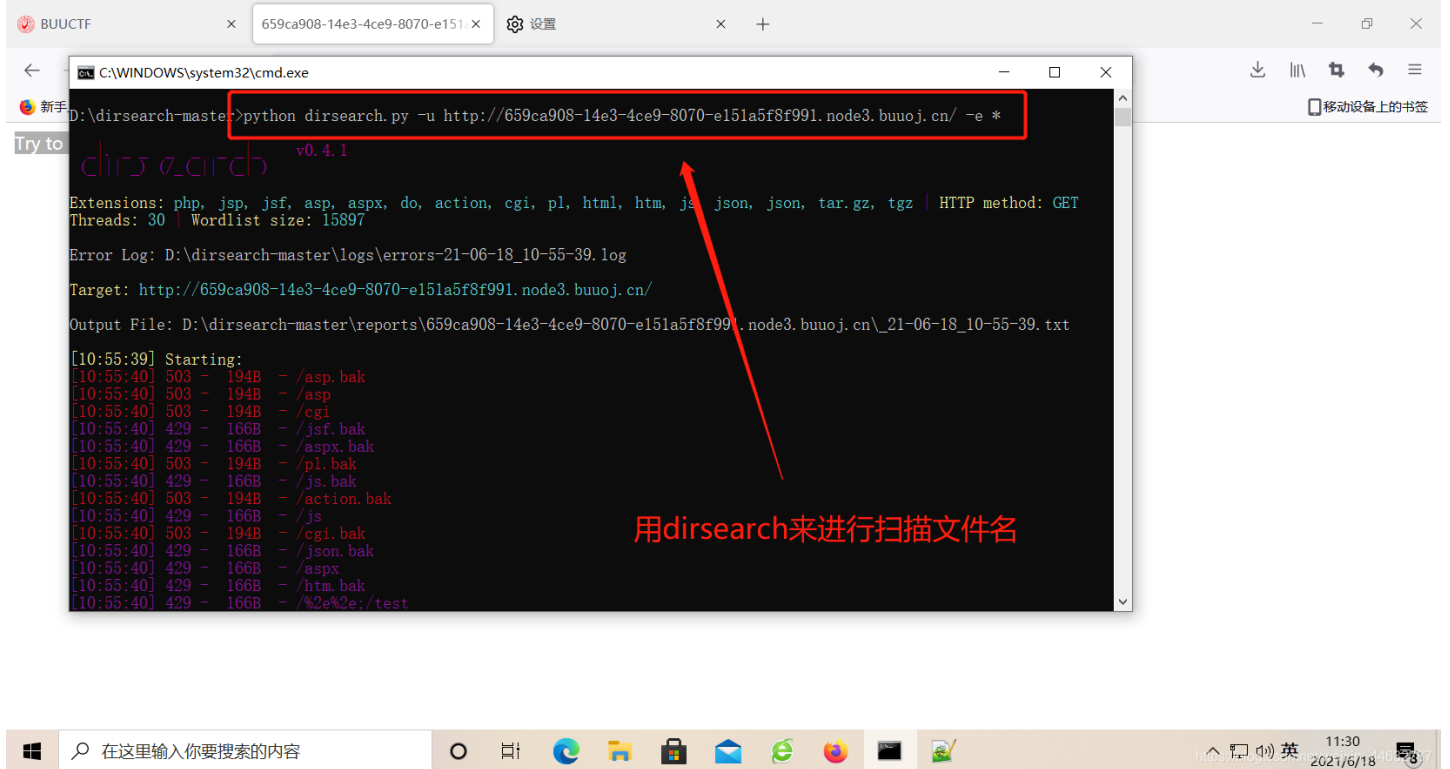 BUUCTF
659ca908-14e3-4ce9-8070-e151a
设置
C:\WINDOWS\system32\cmd.exe
新手
移动设备上的书签
Try to
D:\dirsearch-master>python dirsearch.py -u http://659ca908-14e3-4ce9-8070-e151a5f8f991.node3.buuoj.cn/ -e *
dirsearch v0.4.1
Extensions: php, jsp, jsf, asp, aspx, do, action, cgi, pl, html, htm, js, json, json, tar.gz, tgz | HTTP method: GET
Threads: 30 | Wordlist size: 15897
Error Log: D:\dirsearch-master\logs\errors-21-06-18_10-55-39.log
Target: http://659ca908-14e3-4ce9-8070-e151a5f8f991.node3.buuoj.cn/
Output File: D:\dirsearch-master\reports\659ca908-14e3-4ce9-8070-e151a5f8f991.node3.buuoj.cn\_21-06-18_10-55-39.txt
[10:55:39] Starting:
[10:55:40] 503 - 194B - /asp.bak
[10:55:40] 503 - 194B - /asp
[10:55:40] 503 - 194B - /cgi
[10:55:40] 429 - 166B - /jsf.bak
[10:55:40] 429 - 166B - /aspx.bak
[10:55:40] 503 - 194B - /pl.bak
[10:55:40] 429 - 166B - /js.bak
[10:55:40] 503 - 194B - /action.bak
[10:55:40] 429 - 166B - /js
[10:55:40] 503 - 194B - /cgi.bak
[10:55:40] 429 - 166B - /json.bak
[10:55:40] 429 - 166B - /aspx
[10:55:40] 429 - 166B - /htm.bak
[10:55:40] 429 - 166B - /%2e%2e;/test
用dirsearch来进行扫描文件名
在这里输入你要搜索的内容
英
11:30
2021/6/18
3